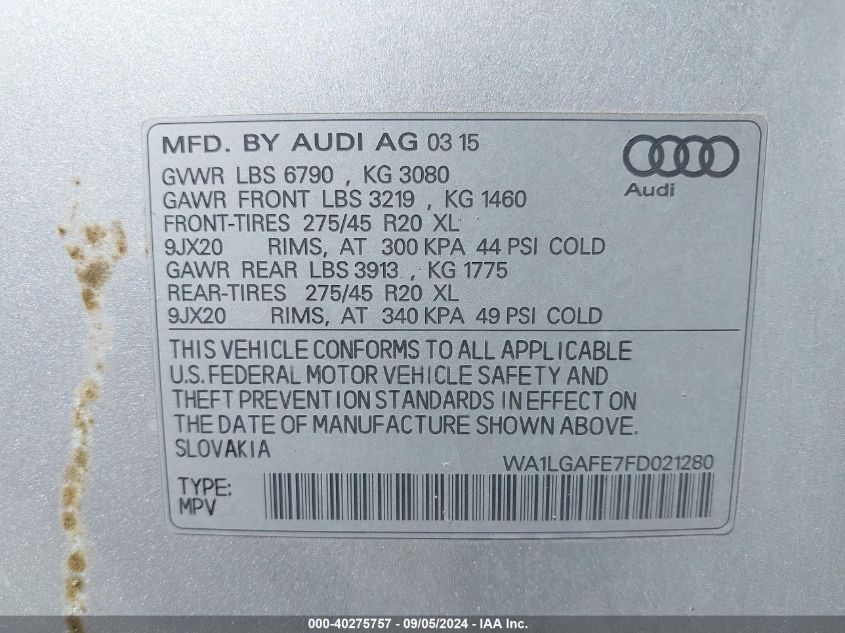 MFD. BY AUDI AG 03 15
Audi
GVWR LBS 6790 , KG 3080
GAWR FRONT LBS 3219 , KG 1460
FRONT-TIRES 275/45 R20 XL
9JX20 RIMS, AT 300 KPA 44 PSI COLD
GAWR REAR LBS 3913 , KG 1775
REAR-TIRES 275/45 R20 XL
9JX20 RIMS, AT 340 KPA 49 PSI COLD
THIS VEHICLE CONFORMS TO ALL APPLICABLE
U.S. FEDERAL MOTOR VEHICLE SAFETY AND
THEFT PREVENTION STANDARDS IN EFFECT ON
THE DATE OF MANUFACTURE SHOWN ABOVE.
SLOVAKIA
WA1LGAFE7FD021280
TYPE:
MPV
000-40275757 - 09/05/2024 - IAA Inc.